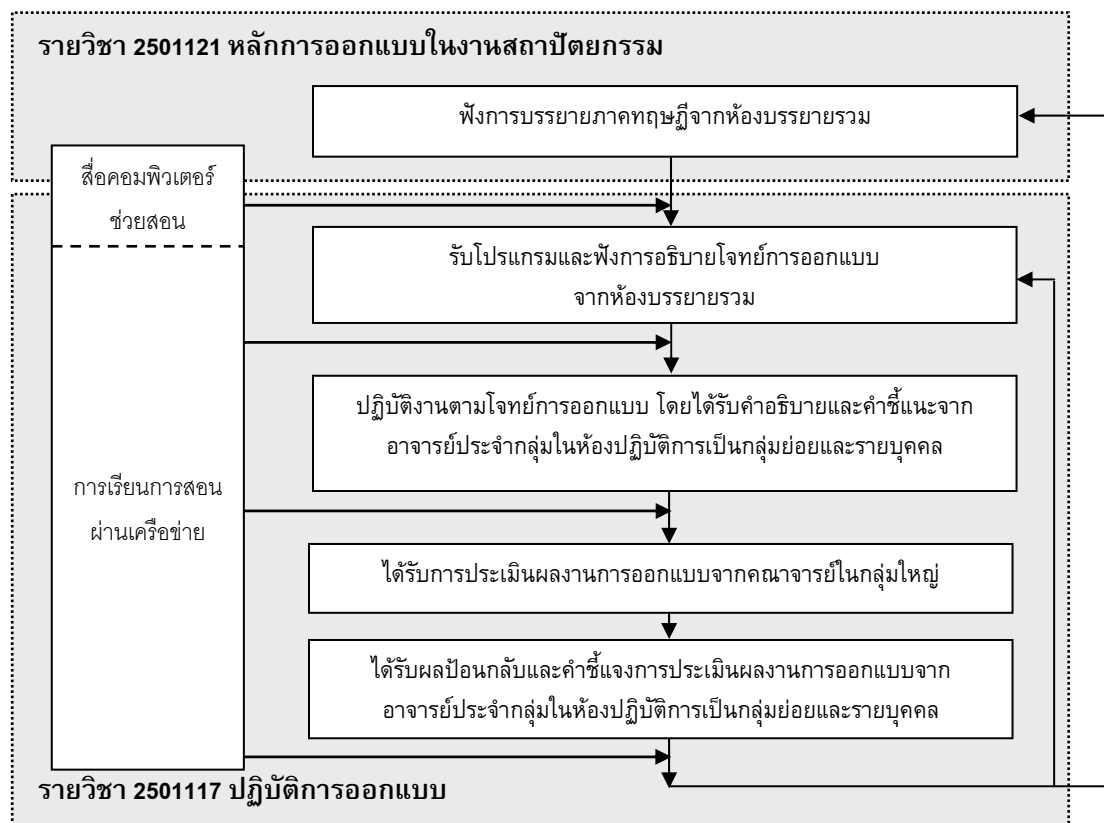 รายวิชา 2501121 หลักการออกแบบในงานสถาปัตยกรรม
ฟังการบรรยายภาคทฤษฎีจากห้องบรรยายรวม
สื่อคอมพิวเตอร์
ช่วยสอน
รับโปรแกรมและฟังการอธิบายโจทย์การออกแบบ
จากห้องบรรยายรวม
ปฏิบัติงานตามโจทย์การออกแบบ โดยได้รับคำอธิบายและคำชี้แนะจาก
อาจารย์ประจำกลุ่มในห้องปฏิบัติการเป็นกลุ่มย่อยและรายบุคคล
การเรียนการสอน
ผ่านเครือข่าย
ได้รับการประเมินผลงานการออกแบบจากคณาจารย์ในกลุ่มใหญ่
ได้รับผลป้อนกลับและคำชี้แจงการประเมินผลงานการออกแบบจาก
อาจารย์ประจำกลุ่มในห้องปฏิบัติการเป็นกลุ่มย่อยและรายบุคคล
รายวิชา 2501117 ปฏิบัติการออกแบบ